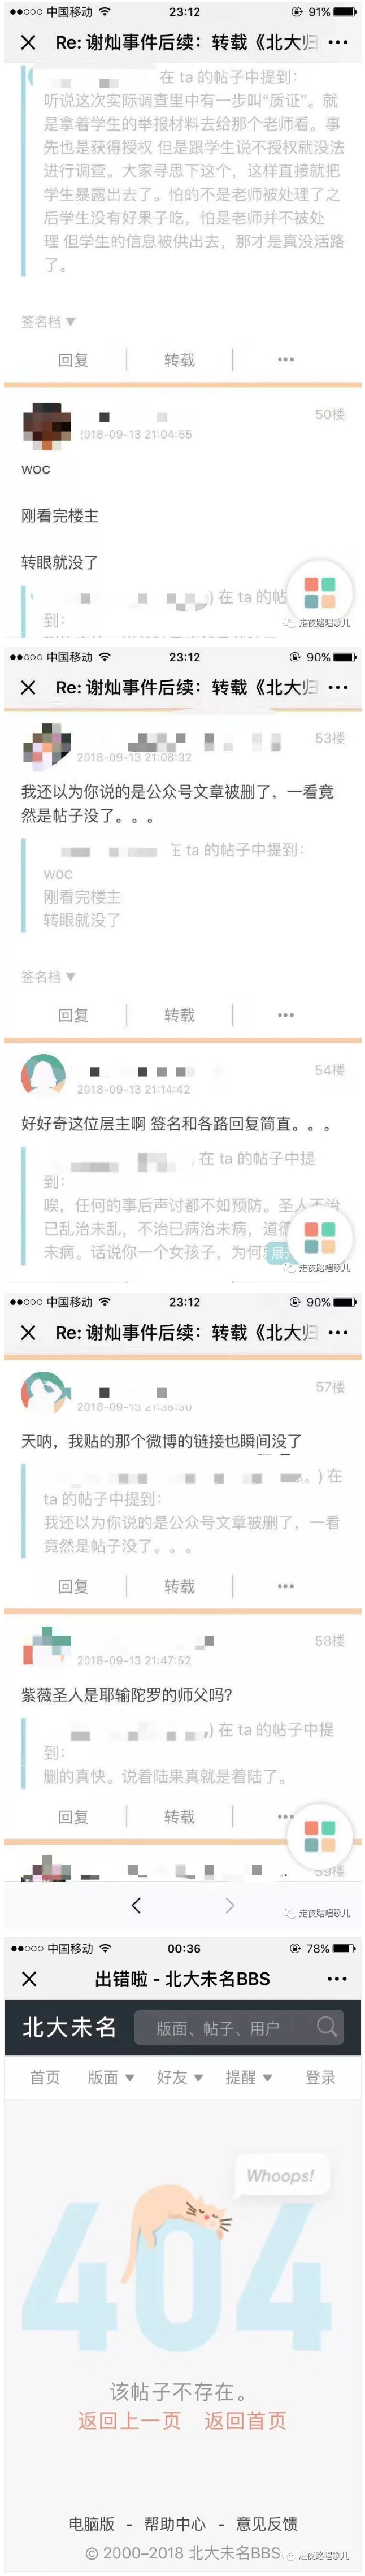 中国移动 23:12 91%
Re: 谢灿事件后续：转载《北大归
在 ta 的帖子中提到：
听说这次实际调查里中有一步叫“质证”。就
是拿着学生的举报材料去给那个老师看。事
先也是获得授权 但是跟学生说不授权就没法
进行调查。大家寻思下这个，这样直接就把
学生暴露出去了。怕的不是老师被处理了之
后学生没有好果子吃，怕是老师并不被处
理 但学生的信息被供出去，那才是真没活路
了。
签名档 ▼
回复 转载 •••
50楼
2018-09-13 21:04:55
woc
刚看完楼主
转眼就没了
) 在 ta 的帖
到：
走夜路唱歌儿
中国移动 23:12 90%
Re: 谢灿事件后续：转载《北大归
53楼
2018-09-13 21:08:32
我还以为你说的是公众号文章被删了，一看竟
然是帖子没了。。。
在 ta 的帖子中提到：
woc
刚看完楼主
转眼就没了
签名档 ▼
回复 转载 •••
54楼
2018-09-13 21:14:42
好好奇这位层主啊 签名和各路回复简直。。。
在 ta 的帖子中提
到：
唉，任何的事后声讨都不如预防。圣人不治
已乱治未乱，不治已病治未病，道德
未病。话说你一个女孩子，为何
展
走夜路唱歌儿
中国移动 23:12 90%
Re: 谢灿事件后续：转载《北大归
57楼
2018-09-13 21:38:30
天呐，我贴的那个微博的链接也瞬间没了
。) 在
ta 的帖子中提到：
我还以为你说的是公众号文章被删了，一看
竟然是帖子没了。。。
回复 转载 •••
58楼
2018-09-13 21:47:52
紫薇圣人是耶输陀罗的师父吗?
) 在 ta 的帖子中提
到：
删的真快。说着陆果真就是着陆了。
回复 转载 •••
59楼
走夜路唱歌儿
中国移动 00:36 78%
出错啦 - 北大未名BBS
北大未名 版面、帖子、用户
首页 版面 ▼ 好友 ▼ 提醒 ▼ 登录
Whoops!
404
该帖子不存在。
返回上一页 返回首页
电脑版 - 帮助中心 - 意见反馈
© 2000–2018 北大未名BBS
走夜路唱歌儿